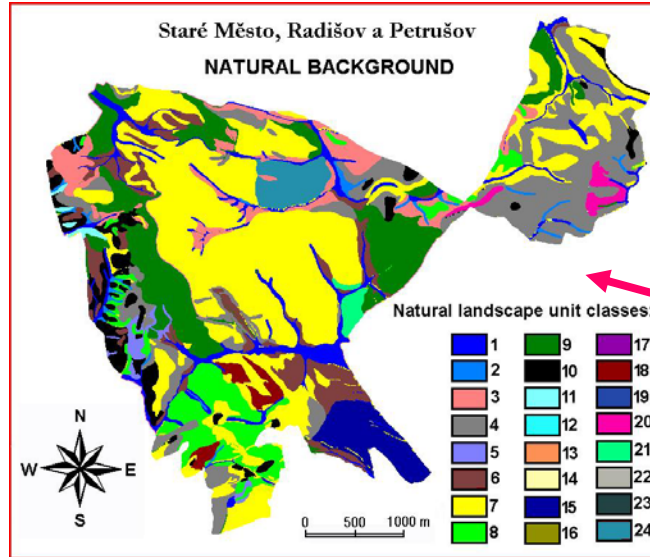 Staré Město, Radišov a Petrušov
NATURAL BACKGROUND
Natural landscape unit classes:
1 9 17
2 10 18
3 11 19
4 12 20
5 13 21
6 14 22
7 15 23
8 16 24
N
W E
S
0 500 1000 m